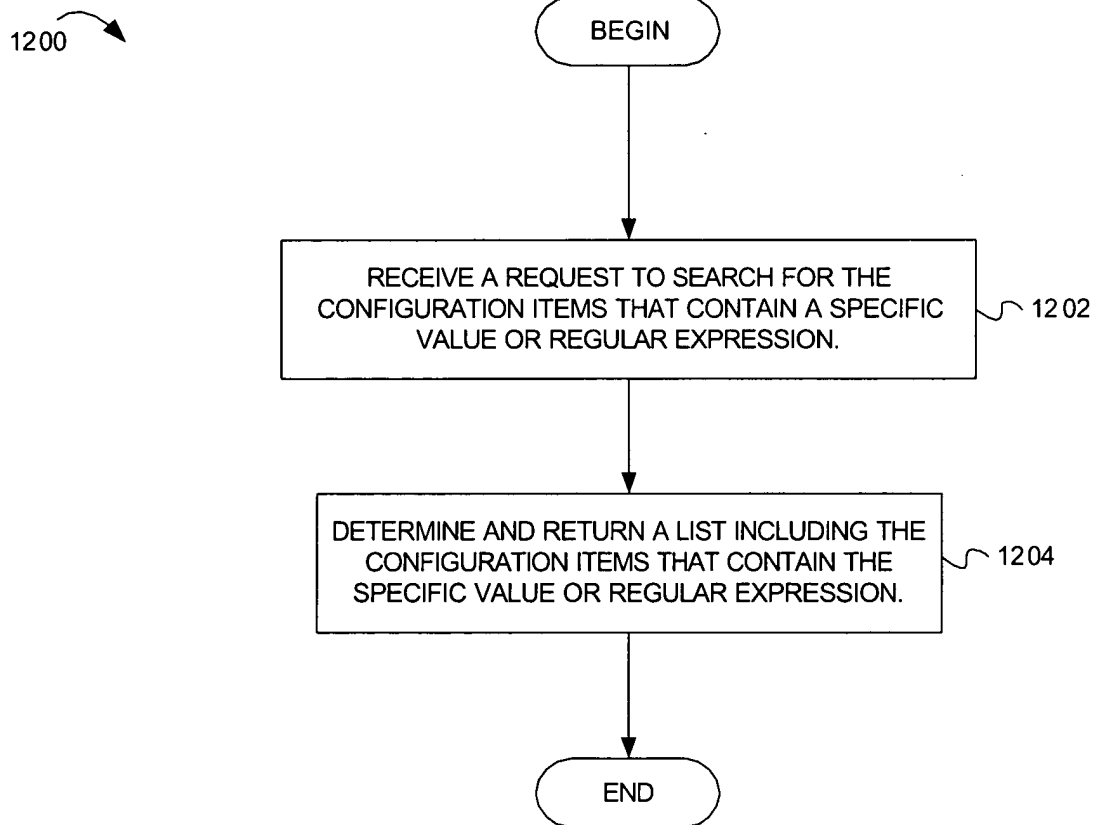 1200
BEGIN
RECEIVE A REQUEST TO SEARCH FOR THE
CONFIGURATION ITEMS THAT CONTAIN A SPECIFIC
VALUE OR REGULAR EXPRESSION.
1202
DETERMINE AND RETURN A LIST INCLUDING THE
CONFIGURATION ITEMS THAT CONTAIN THE
SPECIFIC VALUE OR REGULAR EXPRESSION.
1204
END